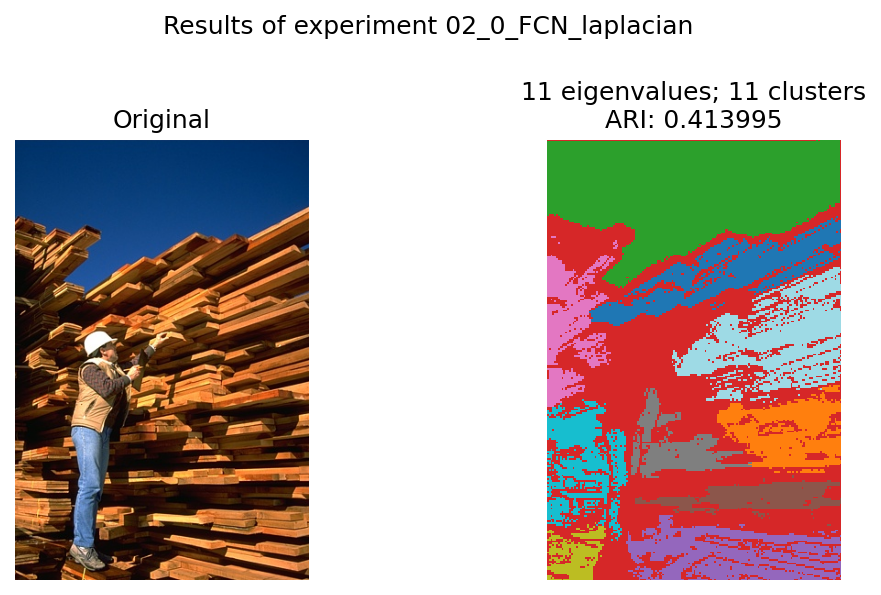 Results of experiment 02_0_FCN_laplacian
Original
11 eigenvalues; 11 clusters
ARI: 0.413995